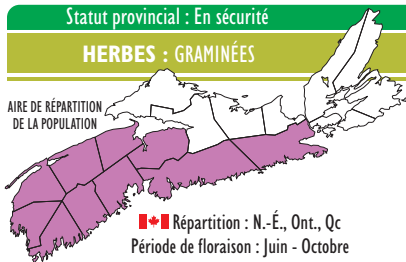 Statut provincial : En sécurité
HERBES : GRAMINÉES
AIRE DE RÉPARTITION
DE LA POPULATION
Répartition : N.-É., Ont., Qc
Période de floraison : Juin - Octobre